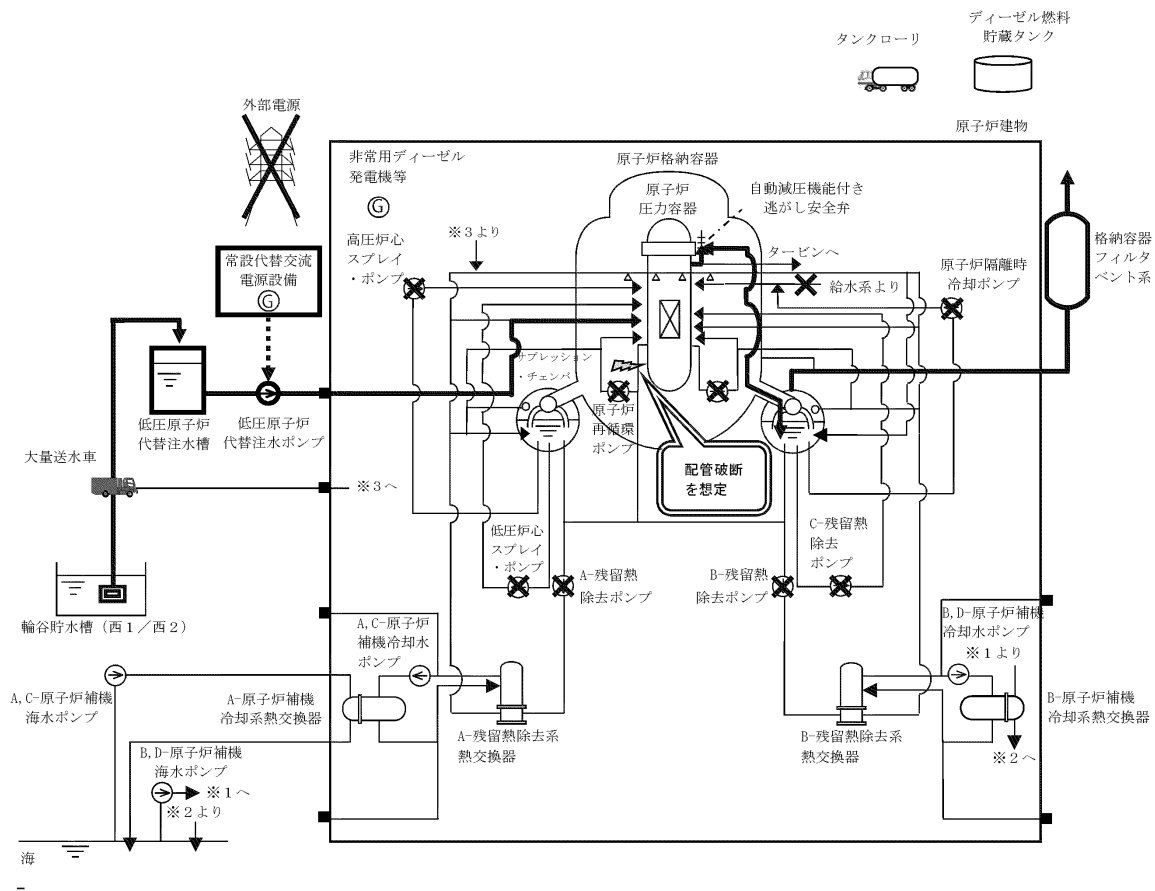 ディーゼル燃料
貯蔵タンク
タンクローリ
外部電源
原子炉建物
非常用ディーゼル
発電機等
G
原子炉格納容器
原子炉
圧力容器
自動減圧機能付き
逃がし安全弁
高圧炉心
スプレイ
・ポンプ
※3より
タービンへ
給水系より
原子炉隔離時
冷却ポンプ
格納容器
フィルタ
ベント系
常設代替交流
電源設備
G
サプレッション
・チェンバ
低圧原子炉
代替注水槽
低圧原子炉
代替注水ポンプ
原子炉
再循環
ポンプ
配管破断
を想定
大量送水車
※3へ
低圧炉心
スプレイ
・ポンプ
A-残留熱
除去ポンプ
B-残留熱
除去ポンプ
C-残留熱
除去
ポンプ
輪谷貯水槽（西1／西2）
A,C-原子炉
補機冷却水
ポンプ
B,D-原子炉補機
冷却水ポンプ
※1より
A,C-原子炉補機
海水ポンプ
A-原子炉補機
冷却系熱交換器
B-原子炉補機
冷却系熱交換器
A-残留熱除去系
熱交換器
B-残留熱除去系
熱交換器
※2へ
B,D-原子炉補機
海水ポンプ
※1へ
※2より
海